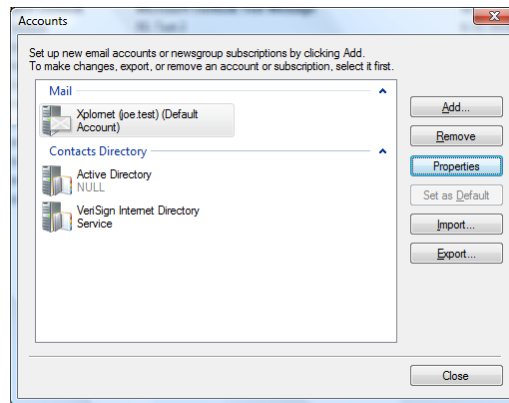 Accounts
Set up new email accounts or newsgroup subscriptions by clicking Add.
To make changes, export, or remove an account or subscription, select it first.
Mail
Xplomet (joe.test) (Default
Account)
Contacts Directory
Active Directory
NULL
VeriSign Internet Directory
Service
Add...
Remove
Properties
Set as Default
Import...
Export...
Close